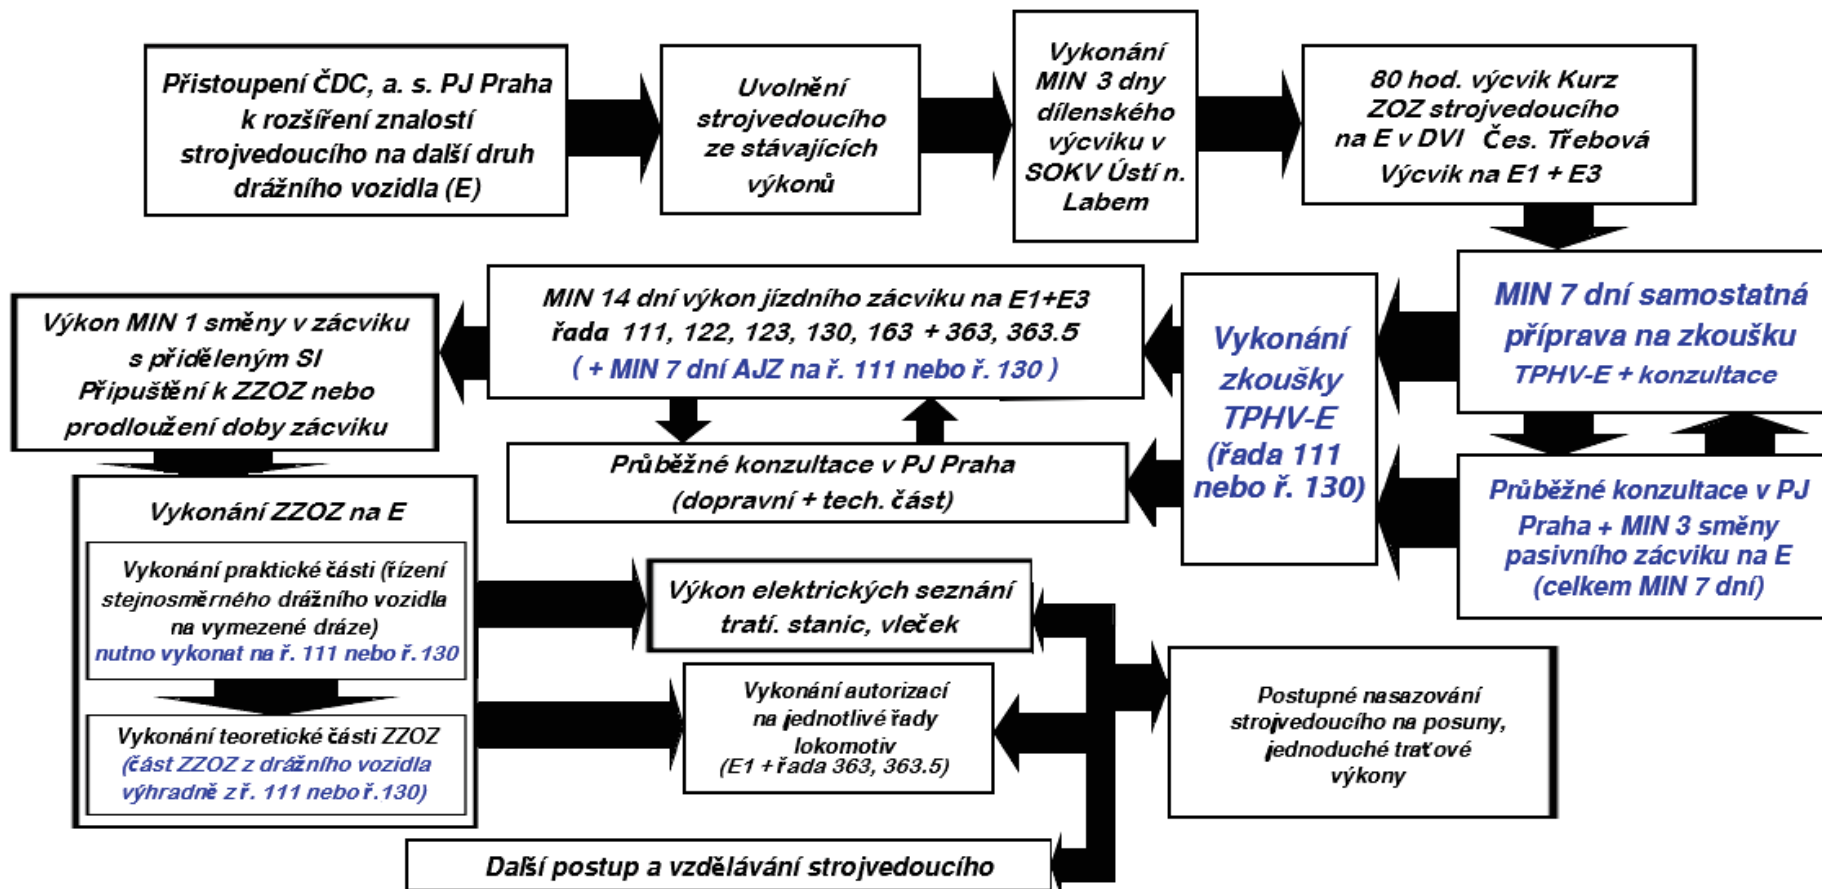 Přistoupení ČDC, a. s. PJ Praha
k rozšíření znalostí
strojvedoucího na další druh
drážního vozidla (E)
Uvolnění
strojvedoucího
ze stávajících
výkonů
Vykonání
MIN 3 dny
dílenského
výcviku v
SOKV Ústí n.
Labem
80 hod. výcvik Kurz
ZOZ strojvedoucího
na E v DVI Čes. Třebová
Výcvik na E1 + E3
MIN 7 dní samostatná
příprava na zkoušku
TPHV-E + konzultace
Průběžné konzultace v PJ
Praha + MIN 3 směny
pasivního zácviku na E
(celkem MIN 7 dní)
Vykonání
zkoušky
TPHV-E
(řada 111
nebo ř. 130)
MIN 14 dní výkon jízdního zácviku na E1+E3
řada 111, 122, 123, 130, 163 + 363, 363.5
( + MIN 7 dní AJZ na ř. 111 nebo ř. 130 )
Průběžné konzultace v PJ Praha
(dopravní + tech. část)
Výkon MIN 1 směny v zácviku
s přiděleným SI
Připuštění k ZZOZ nebo
prodloužení doby zácviku
Vykonání ZZOZ na E
Vykonání praktické části (řízení
stejnosměrného drážního vozidla
na vymezené dráze)
nutno vykonat na ř. 111 nebo ř.130
Vykonání teoretické části ZZOZ
(část ZZOZ z drážního vozidla
výhradně z ř. 111 nebo ř.130)
Výkon elektrických seznání
tratí. stanic, vleček
Vykonání autorizací
na jednotlivé řady
lokomotiv
(E1 + řada 363, 363.5)
Postupné nasazování
strojvedoucího na posuny,
jednoduché traťové
výkony
Další postup a vzdělávání strojvedoucího